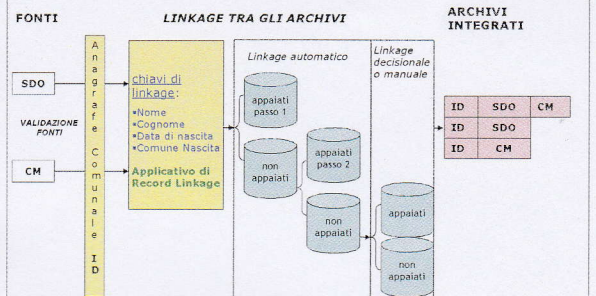 FONTI
LINKAGE TRA GLI ARCHIVI
ARCHIVI
INTEGRATI
SDO
VALIDAZIONE
FONTI
CM
Anagrafe Comunale ID
chiavi di
linkage:
•Nome
•Cognome
•Data di nascita
•Comune Nascita
Applicativo di
Record Linkage
Linkage automatico
appaiati
passo 1
non
appaiati
appaiati
passo 2
non
appaiati
Linkage
decisionale
o manuale
appaiati
non
appaiati
ID SDO CM
ID SDO
ID CM